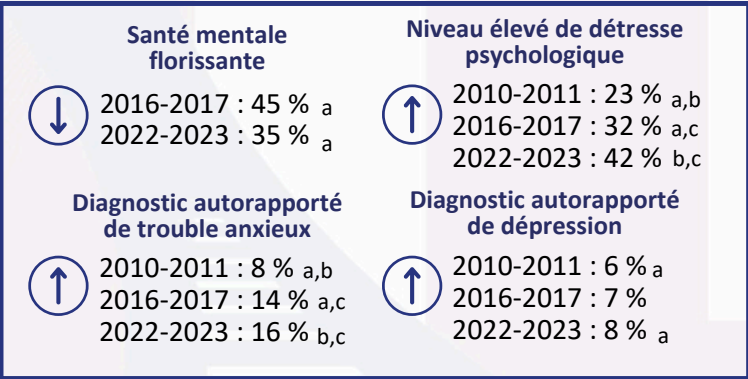 Santé mentale
florissante
2016-2017 : 45 % a
2022-2023 : 35 % a
Niveau élevé de détresse
psychologique
2010-2011 : 23 % a,b
2016-2017 : 32 % a,c
2022-2023 : 42 % b,c
Diagnostic autorapporté
de trouble anxieux
2010-2011 : 8 % a,b
2016-2017 : 14 % a,c
2022-2023 : 16 % b,c
Diagnostic autorapporté
de dépression
2010-2011 : 6 % a
2016-2017 : 7 %
2022-2023 : 8 % a